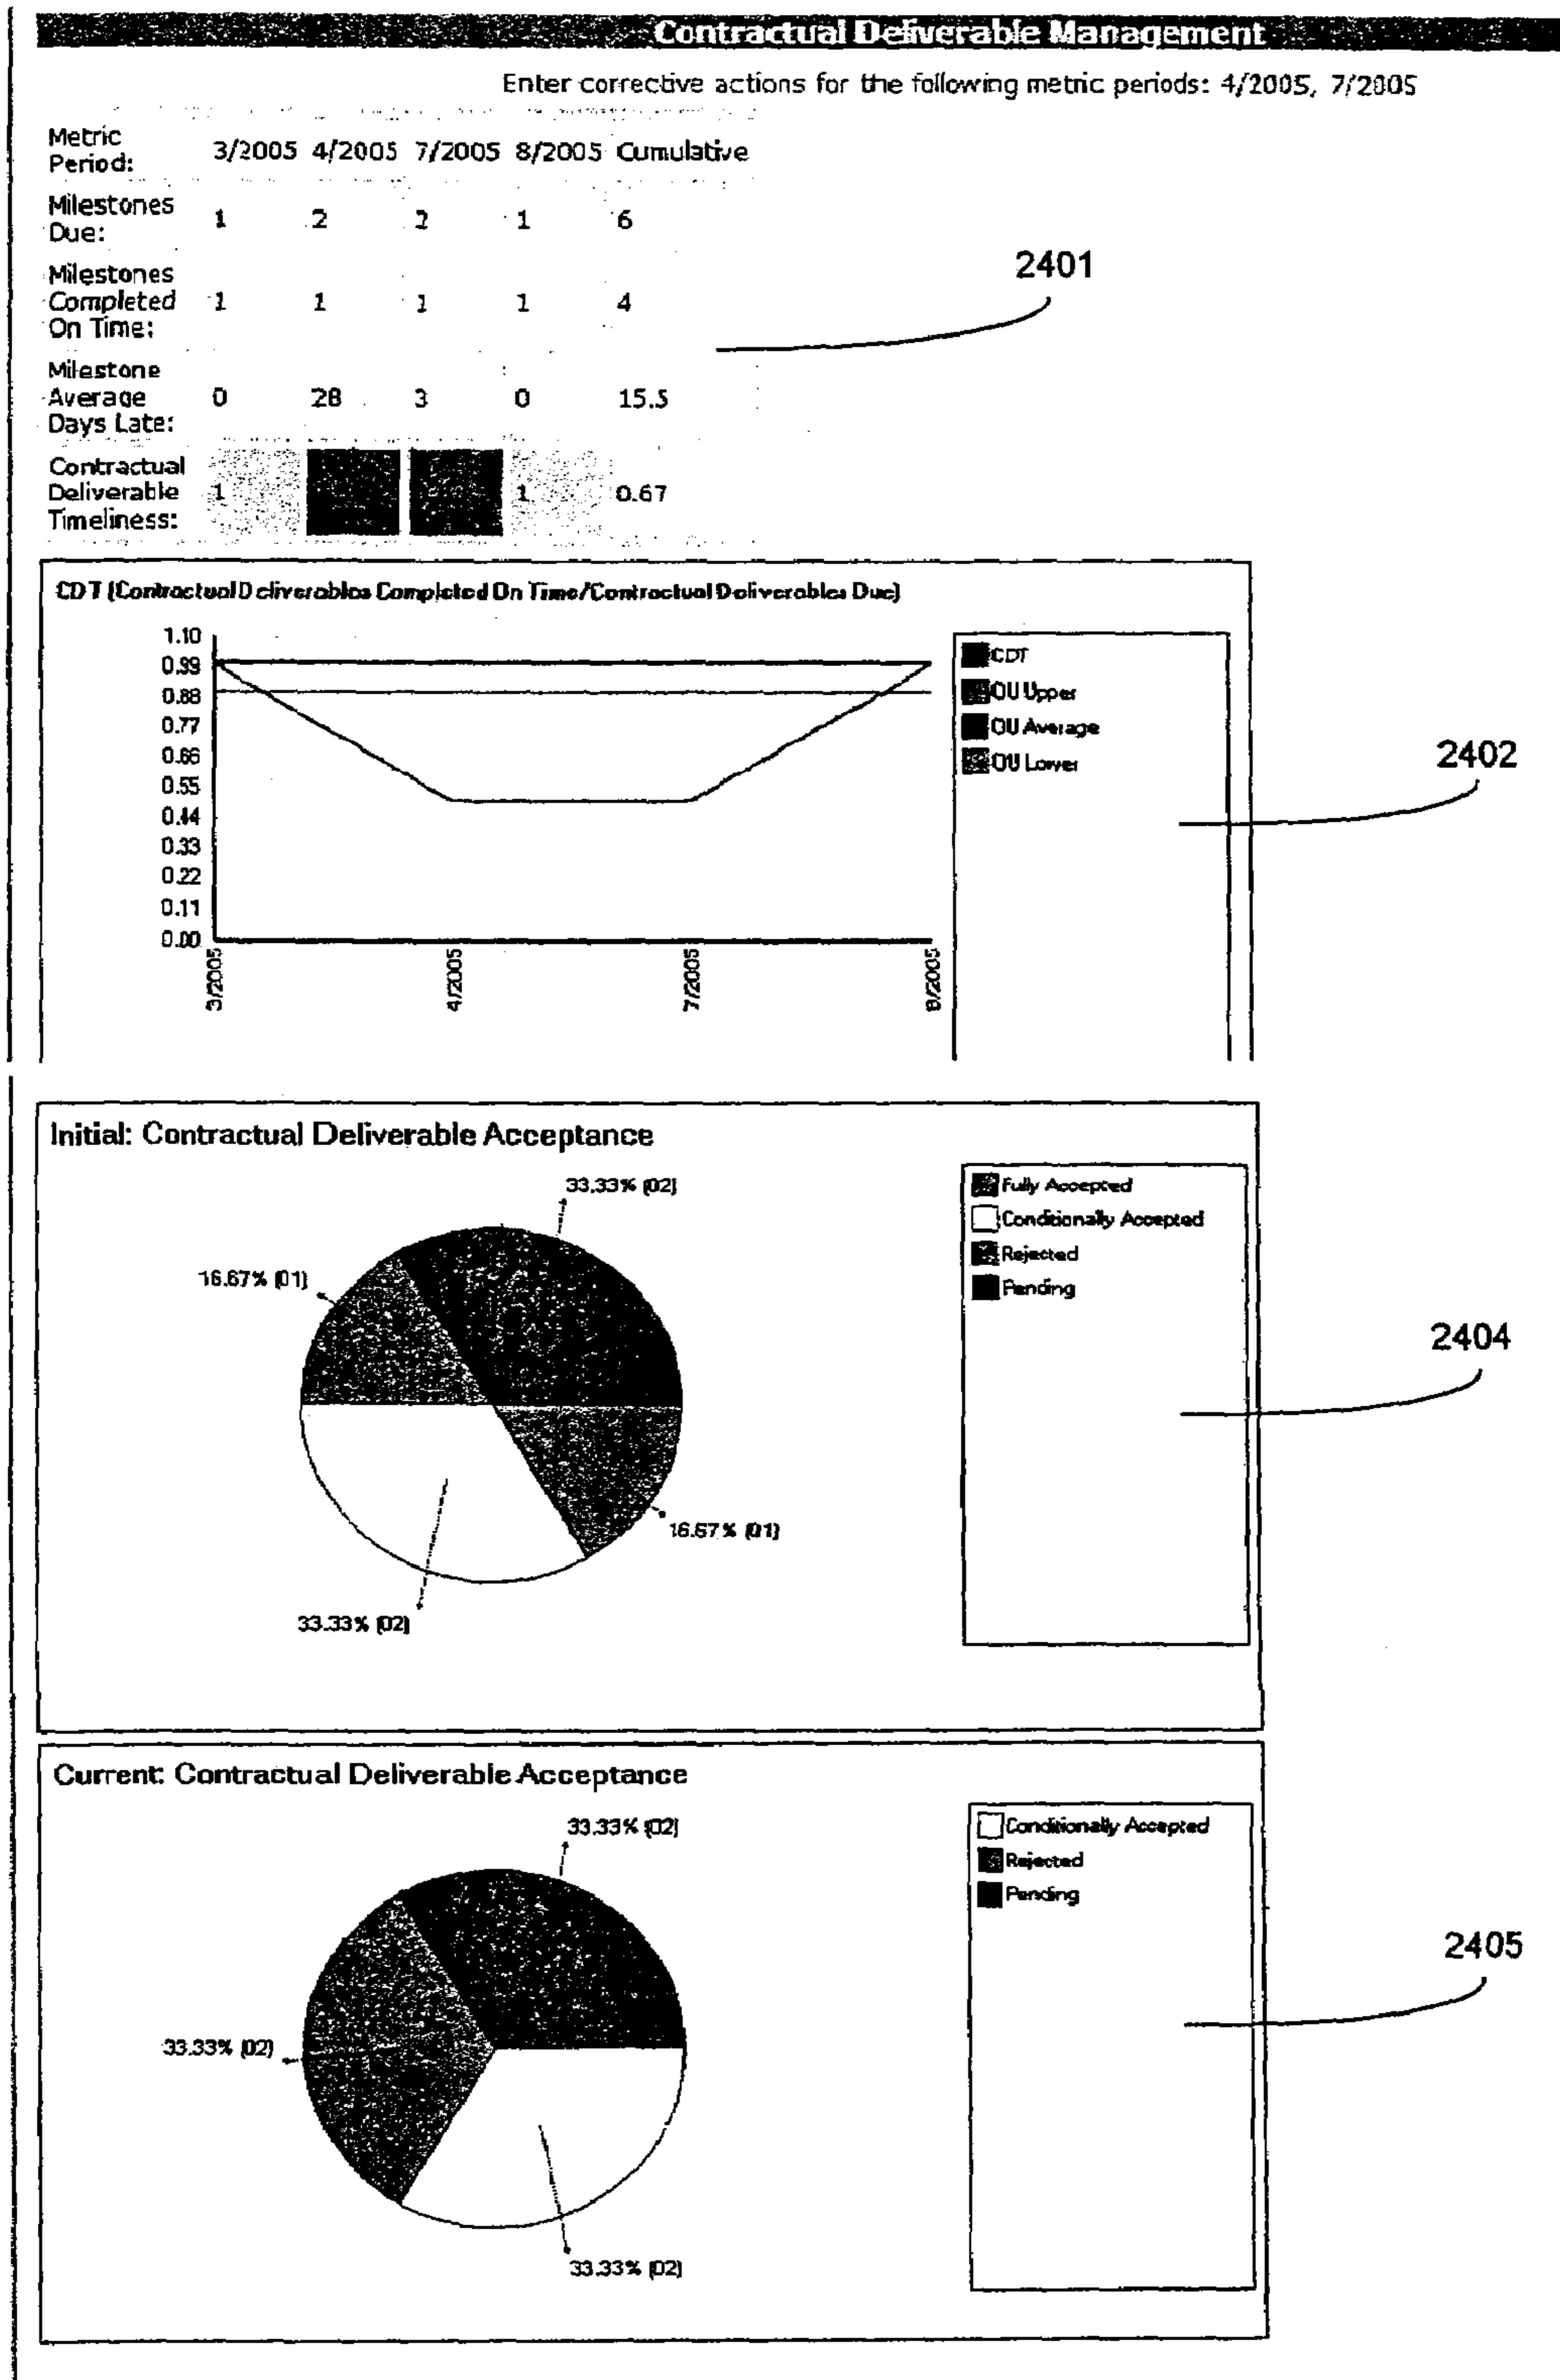 Contractual Deliverable Management
Enter corrective actions for the following metric periods: 4/2005, 7/2005
Metric Period: 3/2005 4/2005 7/2005 8/2005 Cumulative
Milestones Due: 1 2 2 1 6
Milestones Completed On Time: 1 1 1 1 4
Milestone Average Days Late: 0 28 3 0 15.5
Contractual Deliverable Timeliness: 1 1 0.67
2401
CDT (Contractual Deliverables Completed On Time/Contractual Deliverables Due)
1.10
0.99
0.88
0.77
0.66
0.55
0.44
0.33
0.22
0.11
0.00
3/2005
4/2005
7/2005
8/2005
CDT
OU Upper
OU Average
OU Lower
2402
Initial: Contractual Deliverable Acceptance
33.33% (02)
16.67% (01)
16.67% (01)
33.33% (02)
Fully Accepted
Conditionally Accepted
Rejected
Pending
2404
Current: Contractual Deliverable Acceptance
33.33% (02)
33.33% (02)
33.33% (02)
Conditionally Accepted
Rejected
Pending
2405